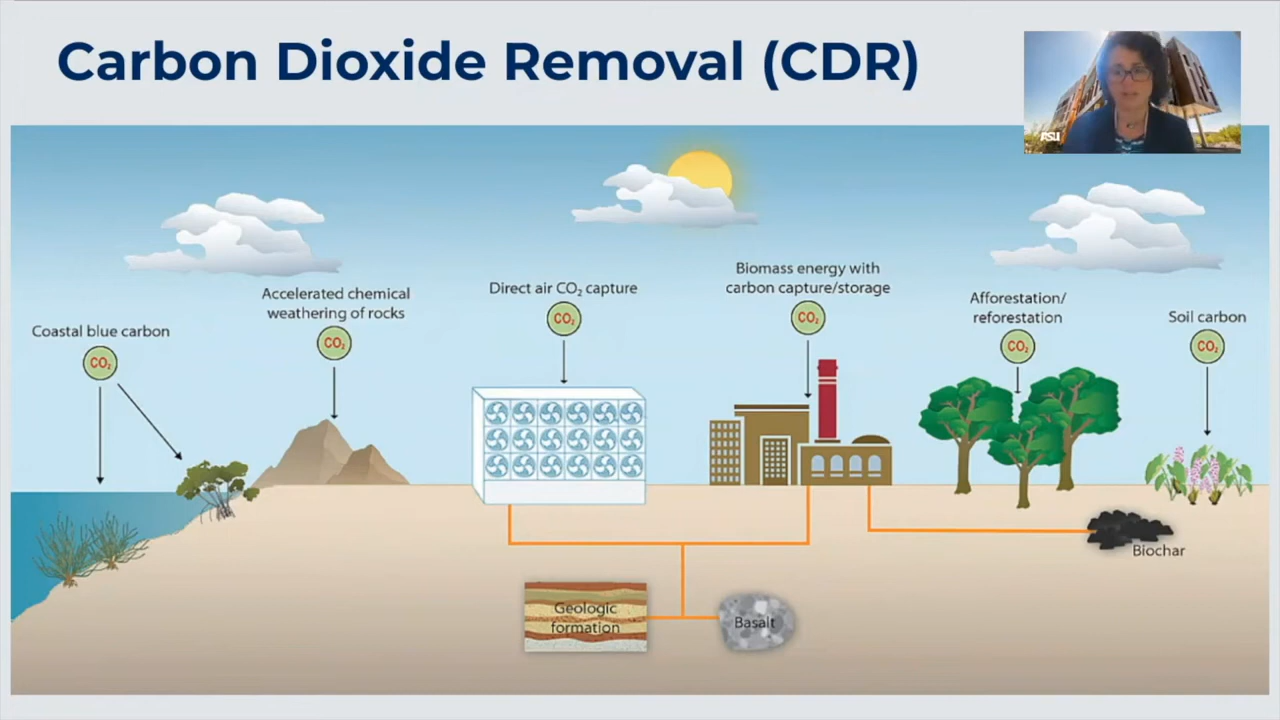 Carbon Dioxide Removal (CDR)
ASU
Coastal blue carbon
CO₂
Accelerated chemical
weathering of rocks
CO₂
Direct air CO₂ capture
CO₂
Biomass energy with
carbon capture/storage
CO₂
Afforestation/
reforestation
CO₂
Soil carbon
CO₂
Biochar
Geologic
formation
Basalt